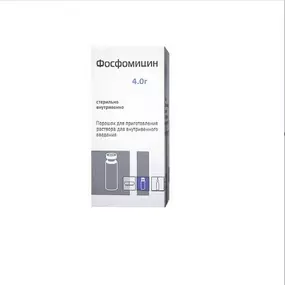 Фосфомицин
4.0г
стерильно
внутривенно
Порошок для приготовления
раствора для внутривенного
введения